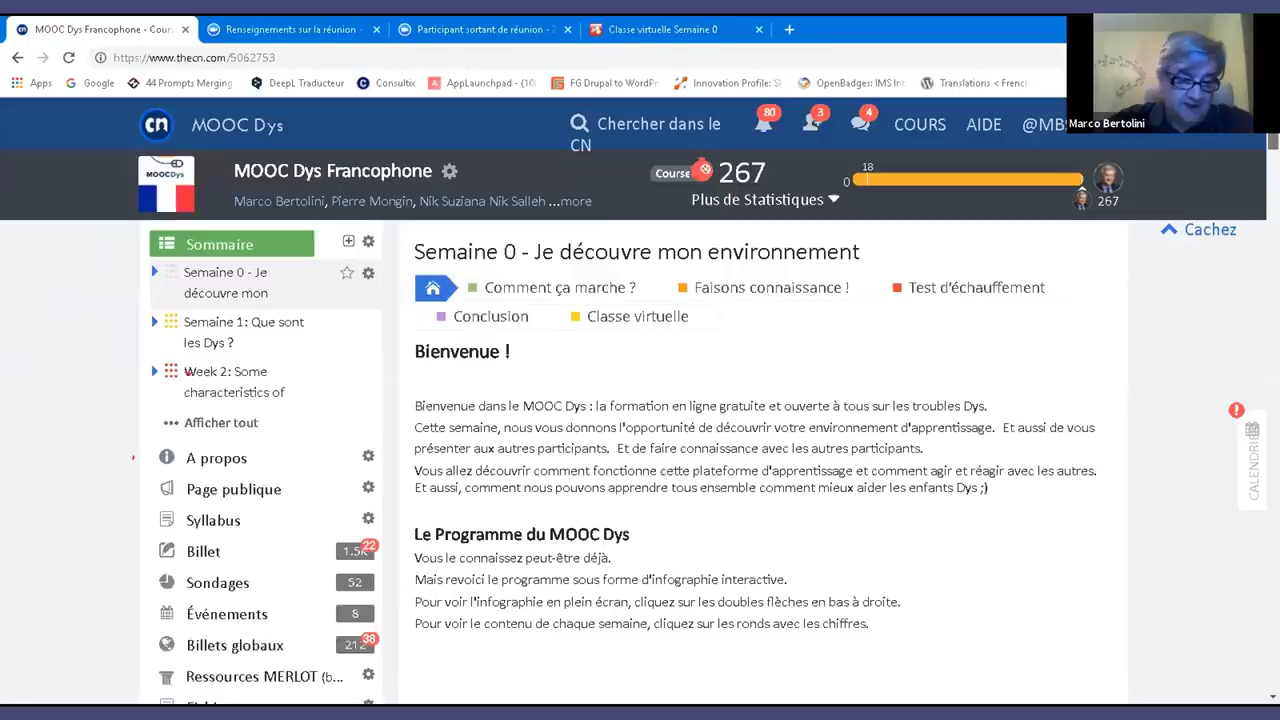 MOOC Dys Francophone - Cour
Renseignements sur la réunion -
Participant sortant de réunion - 2
Classe virtuelle Semaine 0
https://www.thecn.com/5062753
Apps
Google
44 Prompts Merging
DeepL Traducteur
Consultix
AppLaunchpad - (10(
FG Drupal to WordPr
Innovation Profile: Sk
OpenBadges: IMS Int
Translations < Frencl
Marco Bertolini
cn
MOOC Dys
Chercher dans le
CN
80
3
4
COURS
AIDE
@MB
MOOCDYS
MOOC Dys Francophone
Marco Bertolini, Pierre Mongin, Nik Suziana Nik Salleh ...more
Course
267
Plus de Statistiques
0
18
267
Cachez
Sommaire
Semaine 0 - Je
découvre mon
Semaine 1: Que sont
les Dys ?
Week 2: Some
characteristics of
Afficher tout
A propos
Page publique
Syllabus
Billet
1.5K
22
Sondages
52
Événements
8
Billets globaux
212
38
Ressources MERLOT (b...
Semaine 0 - Je découvre mon environnement
Comment ça marche ?
Faisons connaissance !
Test d'échauffement
Conclusion
Classe virtuelle
Bienvenue !
Bienvenue dans le MOOC Dys : la formation en ligne gratuite et ouverte à tous sur les troubles Dys.
Cette semaine, nous vous donnons l'opportunité de découvrir votre environnement d'apprentissage. Et aussi de vous
présenter aux autres participants. Et de faire connaissance avec les autres participants.
Vous allez découvrir comment fonctionne cette plateforme d'apprentissage et comment agir et réagir avec les autres.
Et aussi, comment nous pouvons apprendre tous ensemble comment mieux aider les enfants Dys ;)
Le Programme du MOOC Dys
Vous le connaissez peut-être déjà.
Mais revoici le programme sous forme d'infographie interactive.
Pour voir l'infographie en plein écran, cliquez sur les doubles flèches en bas à droite.
Pour voir le contenu de chaque semaine, cliquez sur les ronds avec les chiffres.
CALENDRIE